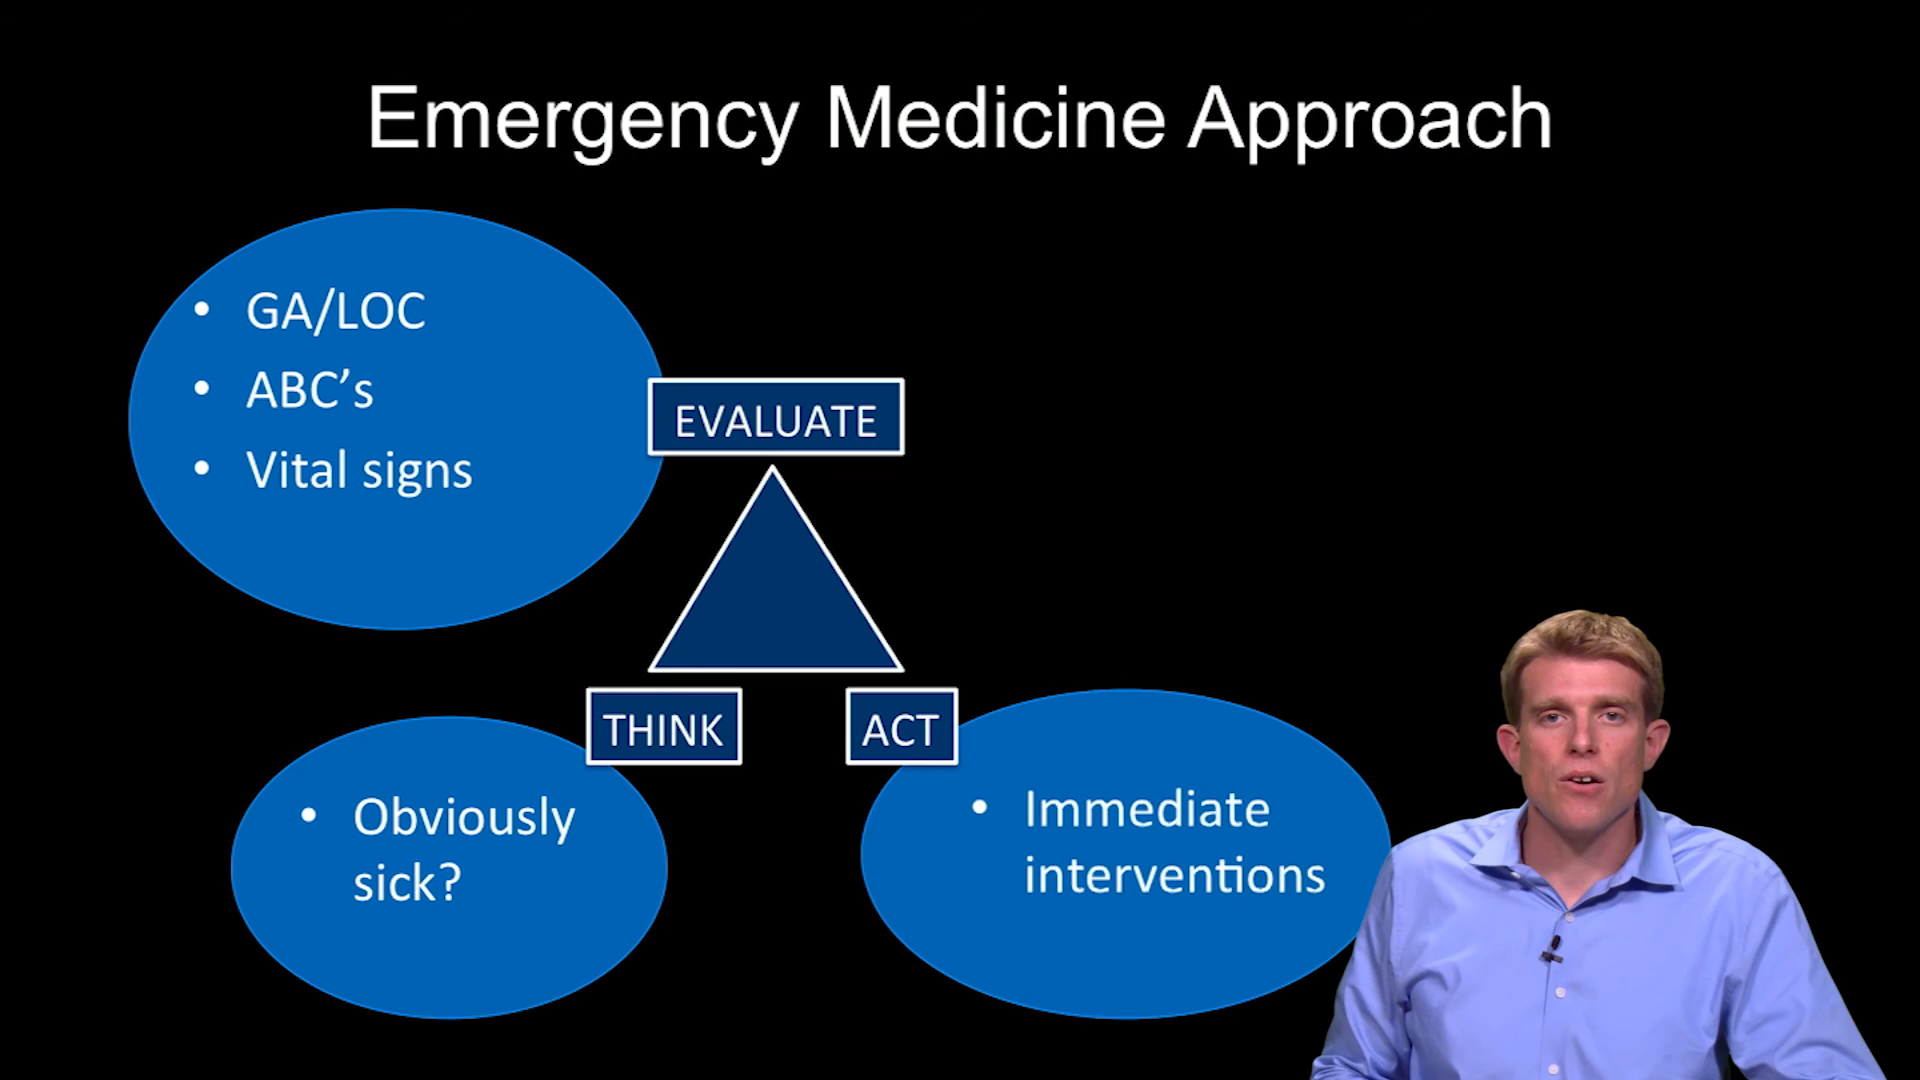 Emergency Medicine Approach
• GA/LOC
• ABC’s
• Vital signs
EVALUATE
THINK
ACT
• Obviously
sick?
• Immediate
interventions